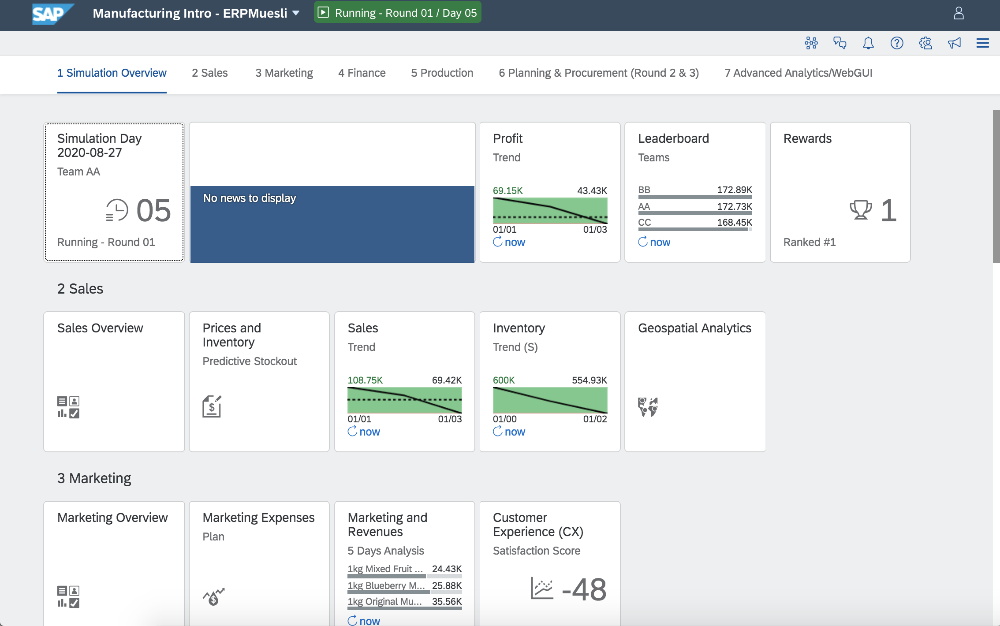 SAP
Manufacturing Intro - ERPMuesli
Running - Round 01 / Day 05
1 Simulation Overview
2 Sales
3 Marketing
4 Finance
5 Production
6 Planning & Procurement (Round 2 & 3)
7 Advanced Analytics/WebGUI
Simulation Day
2020-08-27
Team AA
05
Running - Round 01
No news to display
Profit
Trend
69.15K 43.43K
01/01 01/03
now
Leaderboard
Teams
BB 172.89K
AA 172.73K
CC 168.45K
now
Rewards
1
Ranked #1
2 Sales
Sales Overview
Prices and
Inventory
Predictive Stockout
$
Sales
Trend
108.75K 69.42K
01/01 01/03
now
Inventory
Trend (S)
600K 554.93K
01/00 01/02
now
Geospatial Analytics
3 Marketing
Marketing Overview
Marketing Expenses
Plan
$
Marketing and
Revenues
5 Days Analysis
1kg Mixed Fruit ... 24.43K
1kg Blueberry M... 25.88K
1kg Original Mu... 35.56K
now
Customer
Experience (CX)
Satisfaction Score
-48